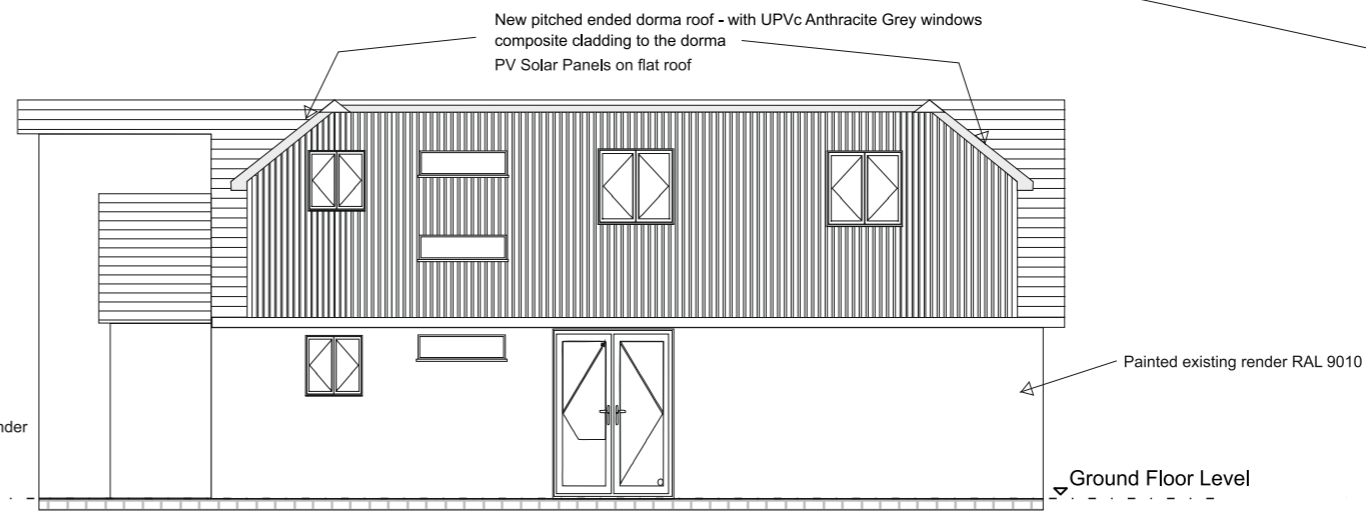 New pitched ended dorma roof - with UPVc Anthracite Grey windows
composite cladding to the dorma
PV Solar Panels on flat roof
Painted existing render RAL 9010
nder
Ground Floor Level